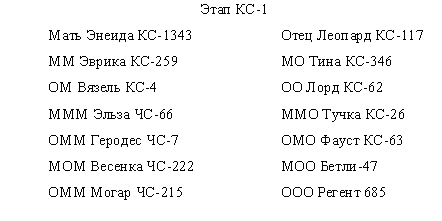 Этап КС-1
Мать Энеида КС-1343 Отец Леопард КС-117
ММ Эврика КС-259 МО Тина КС-346
ОМ Вязель КС-4 ОО Лорд КС-62
МММ Эльза ЧС-66 ММО Тучка КС-26
ОММ Геродес ЧС-7 ОМО Фауст КС-63
МОМ Весенка ЧС-222 МОО Бетли-47
ОММ Могар ЧС-215 ООО Регент 685